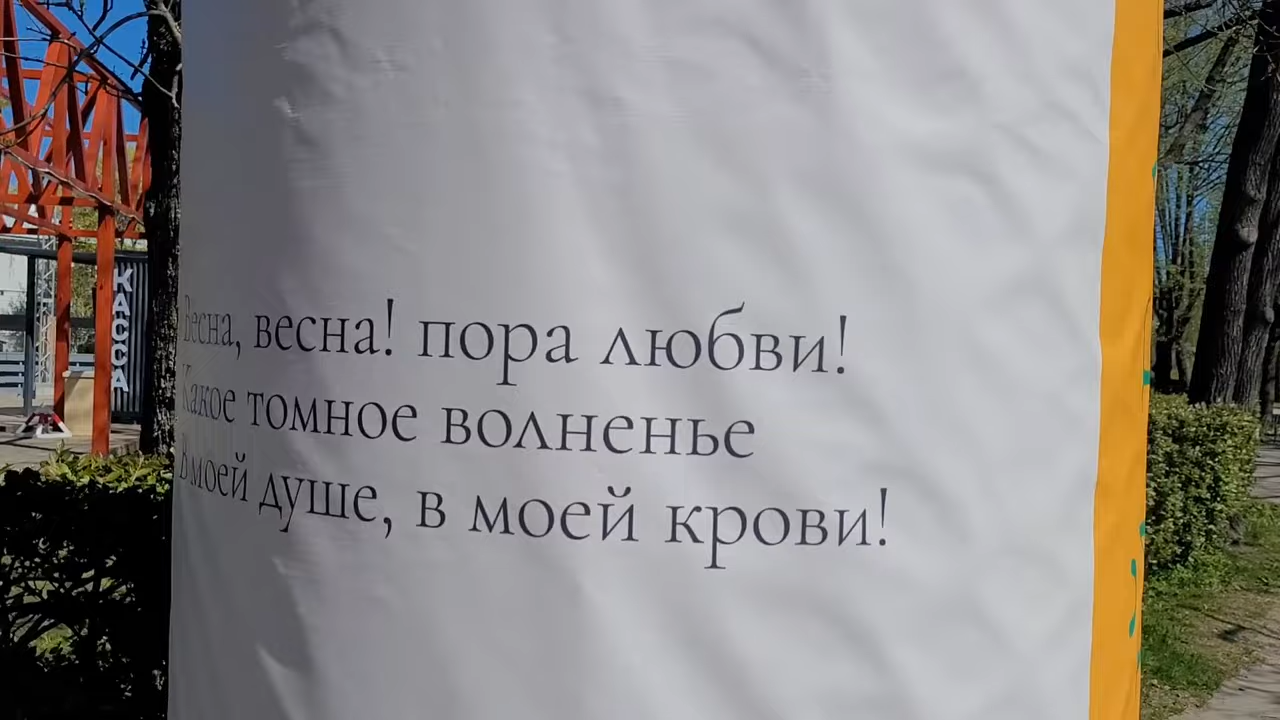 КАССА
Весна, весна! пора любви!
Какое томное волненье
В моей душе, в моей крови!